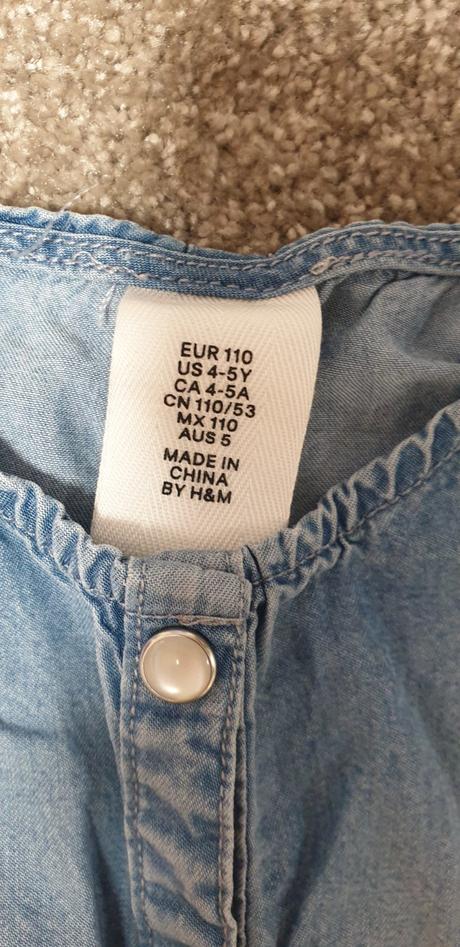 EUR 110
US 4-5Y
CA 4-5A
CN 110/53
MX 110
AUS 5
MADE IN
CHINA
BY H&M